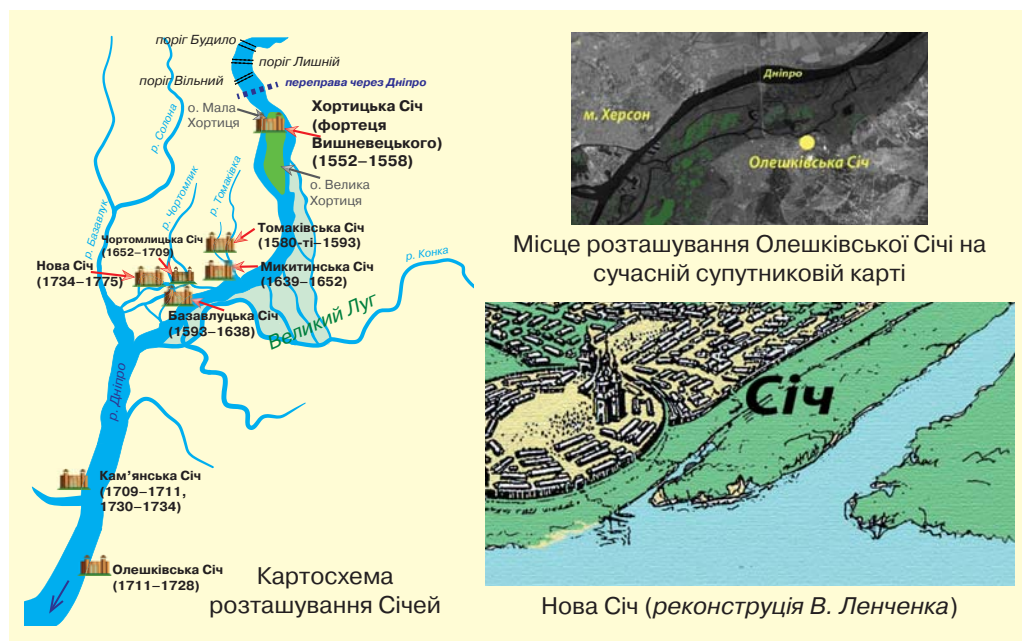 поріг Будило
поріг Лишній
поріг Вільний
переправа через Дніпро
о. Мала
Хортиця
Хортицька Січ
(фортеця
Вишневецького)
(1552–1558)
р. Солона
о. Велика
Хортиця
р. Чортомлик
р. Томаківка
р. Базавлук
Томаківська Січ
(1580-ті–1593)
Чортомлицька Січ
(1652–1709)
Нова Січ
(1734–1775)
Микитинська Січ
(1639–1652)
р. Конка
Базавлуцька Січ
(1593–1638)
Великий Луг
р. Дніпро
Кам’янська Січ
(1709–1711,
1730–1734)
Олешківська Січ
(1711–1728)
Картосхема
розташування Січей
Дніпро
м. Херсон
Олешківська Січ
Місце розташування Олешківської Січі на
сучасній супутниковій карті
Січ
Нова Січ (реконструкція В. Ленченка)